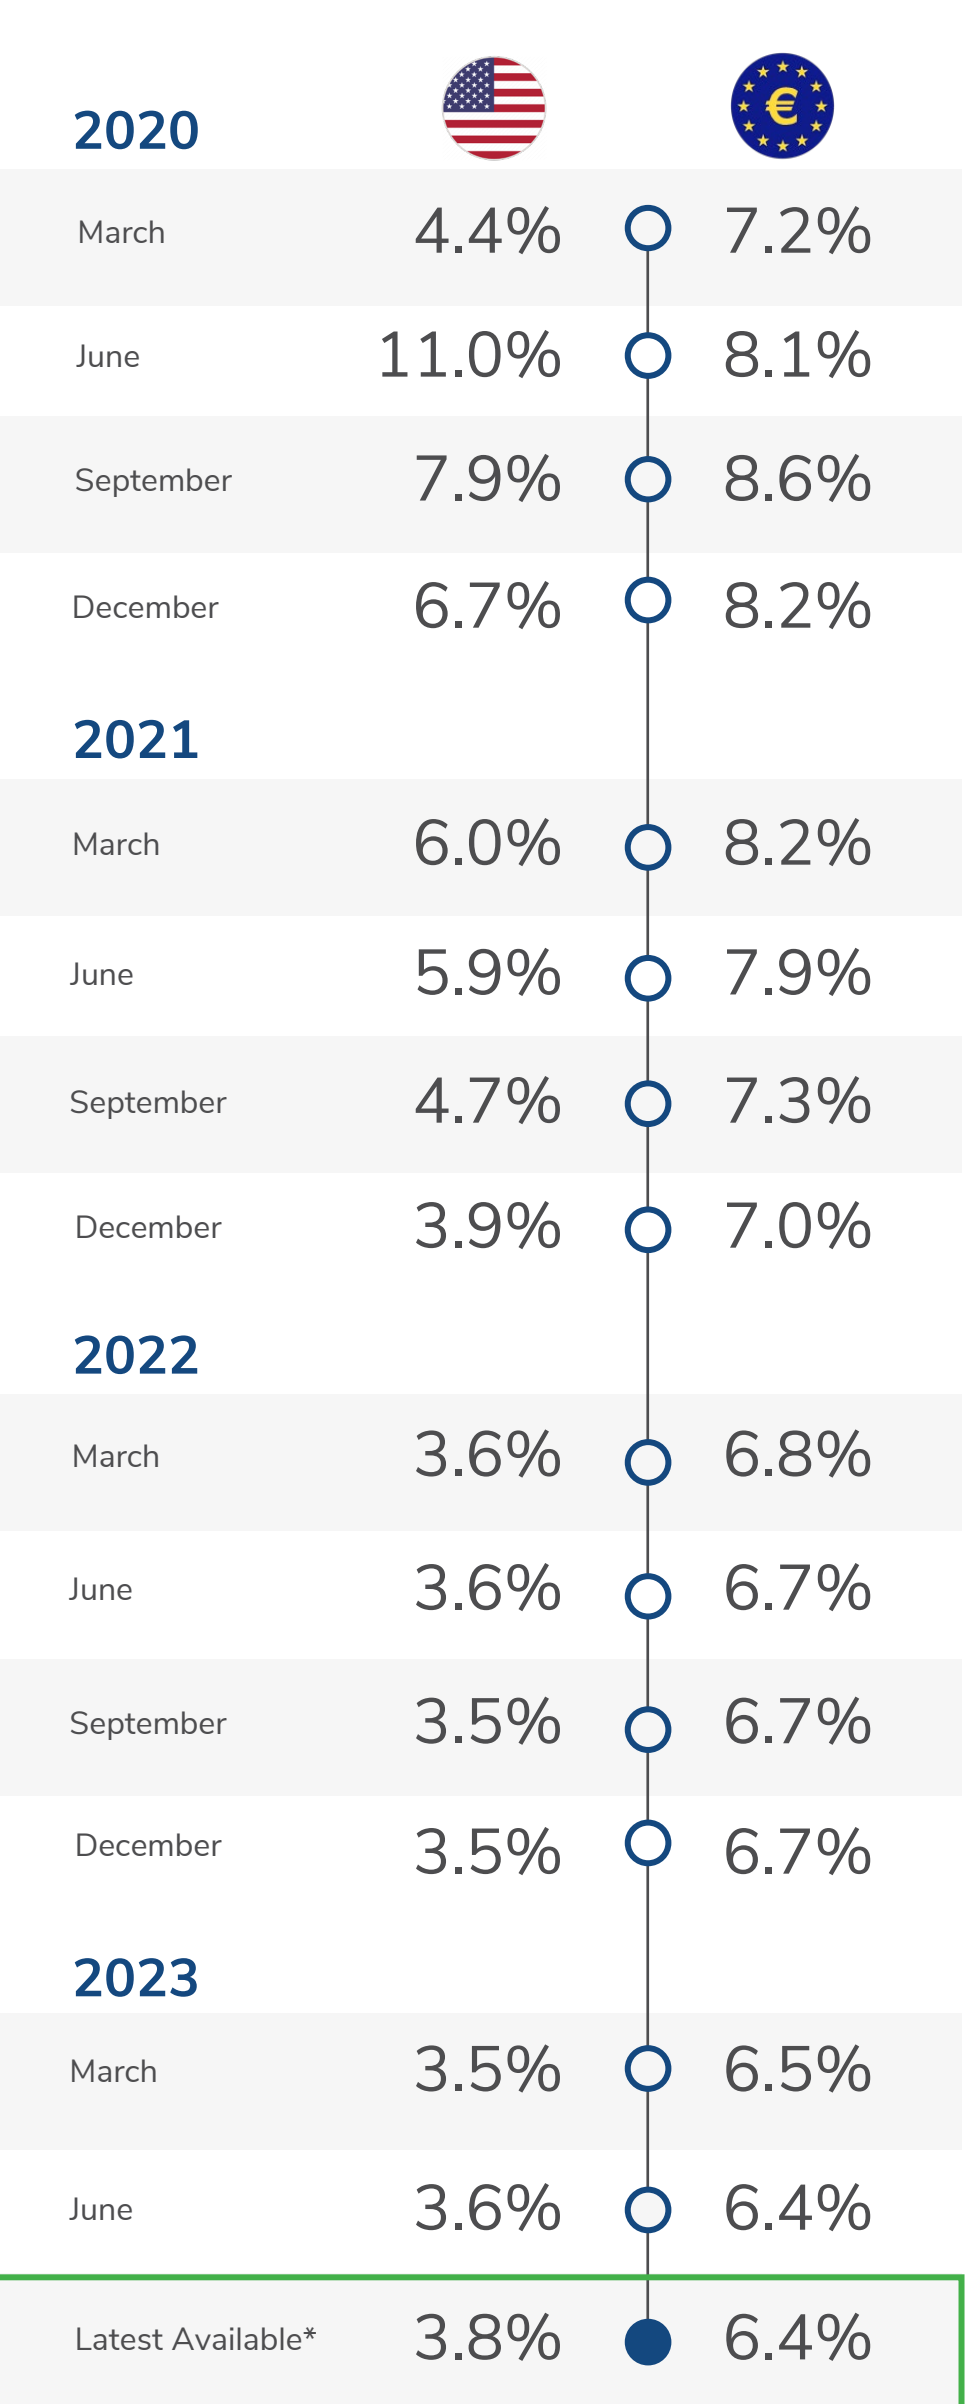 2020
€
March 4.4% 7.2%
June 11.0% 8.1%
September 7.9% 8.6%
December 6.7% 8.2%
2021
March 6.0% 8.2%
June 5.9% 7.9%
September 4.7% 7.3%
December 3.9% 7.0%
2022
March 3.6% 6.8%
June 3.6% 6.7%
September 3.5% 6.7%
December 3.5% 6.7%
2023
March 3.5% 6.5%
June 3.6% 6.4%
Latest Available* 3.8% 6.4%